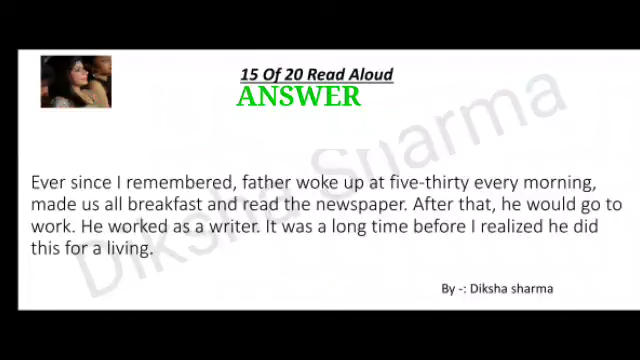 15 Of 20 Read Aloud
ANSWER
Diksha Sharma
Ever since I remembered, father woke up at five-thirty every morning,
made us all breakfast and read the newspaper. After that, he would go to
work. He worked as a writer. It was a long time before I realized he did
this for a living.
By -: Diksha sharma